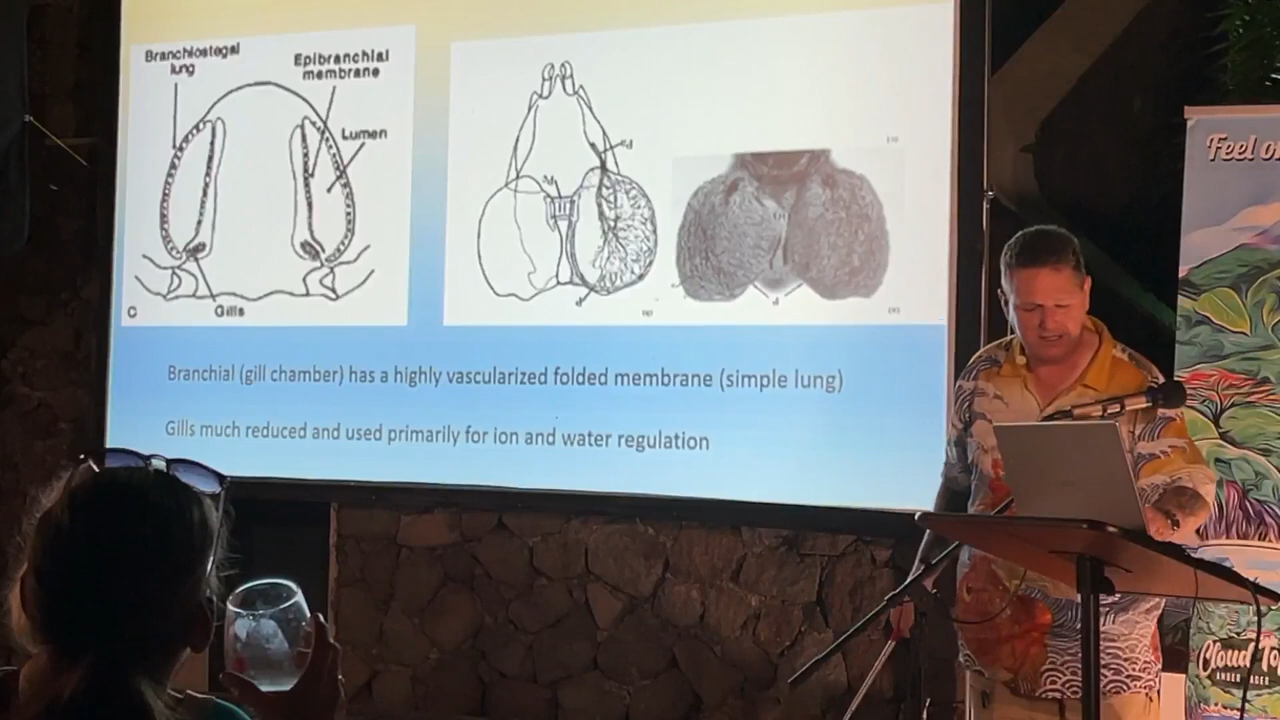 Branchiostegal
lung
Epibranchial
membrane
Lumen
C
Gills
Branchial (gill chamber) has a highly vascularized folded membrane (simple lung)
Gills much reduced and used primarily for ion and water regulation
Feel
Cloud